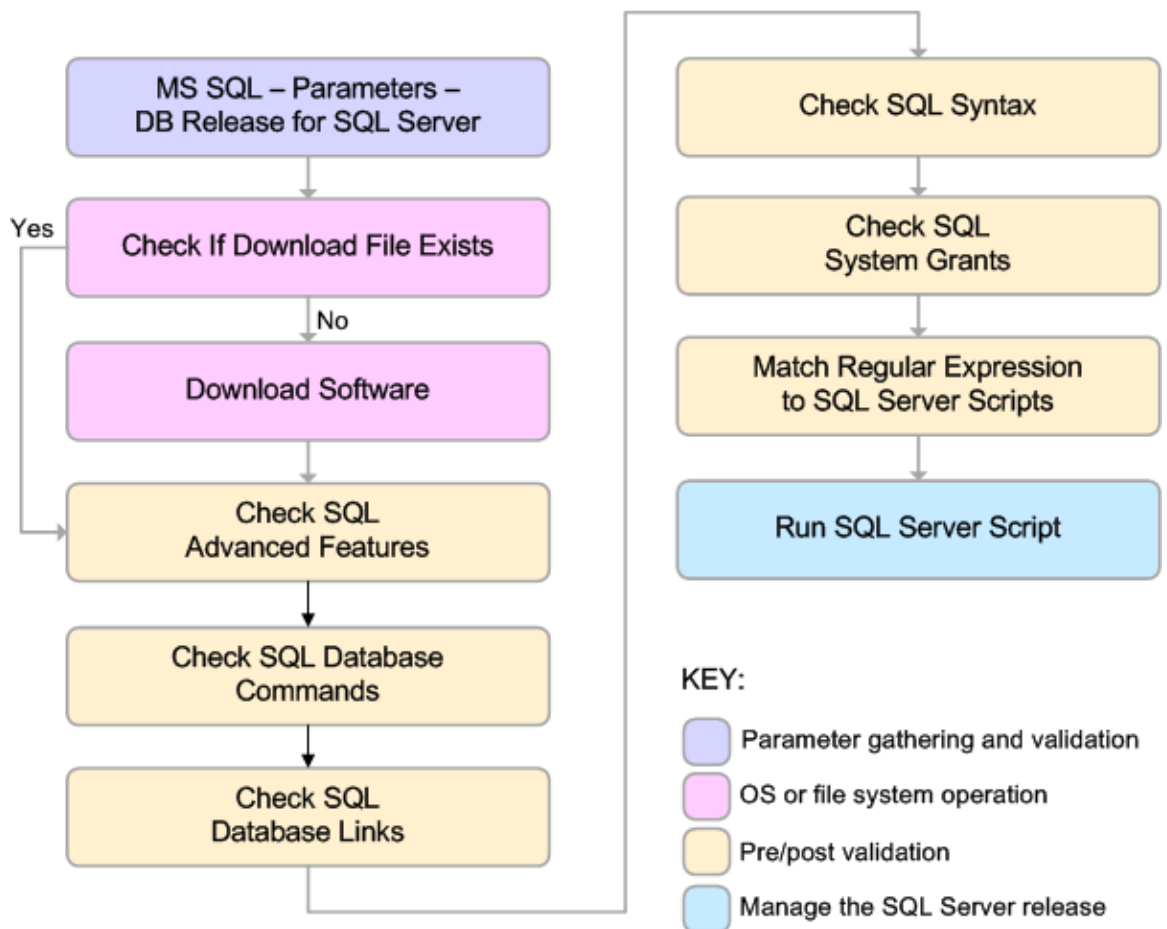 MS SQL – Parameters –
DB Release for SQL Server
Yes
Check If Download File Exists
No
Download Software
Check SQL
Advanced Features
Check SQL Database
Commands
Check SQL
Database Links
Check SQL Syntax
Check SQL
System Grants
Match Regular Expression
to SQL Server Scripts
Run SQL Server Script
KEY:
Parameter gathering and validation
OS or file system operation
Pre/post validation
Manage the SQL Server release